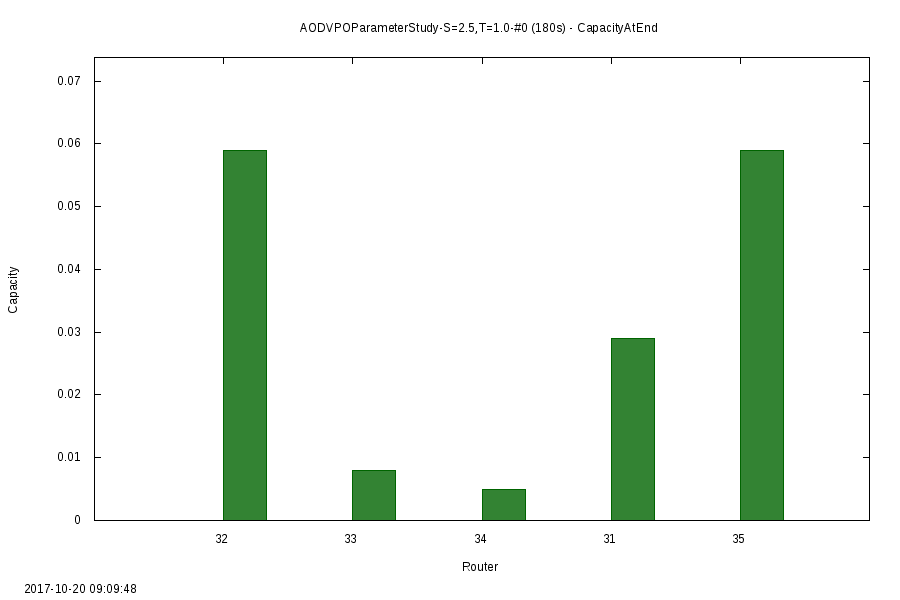 AODVPOParameterStudy-S=2.5,T=1.0-#0 (180s) - CapacityAtEnd
0.07
0.06
0.05
0.04
0.03
0.02
0.01
0
Capacity
32 33 34 31 35
Router
2017-10-20 09:09:48